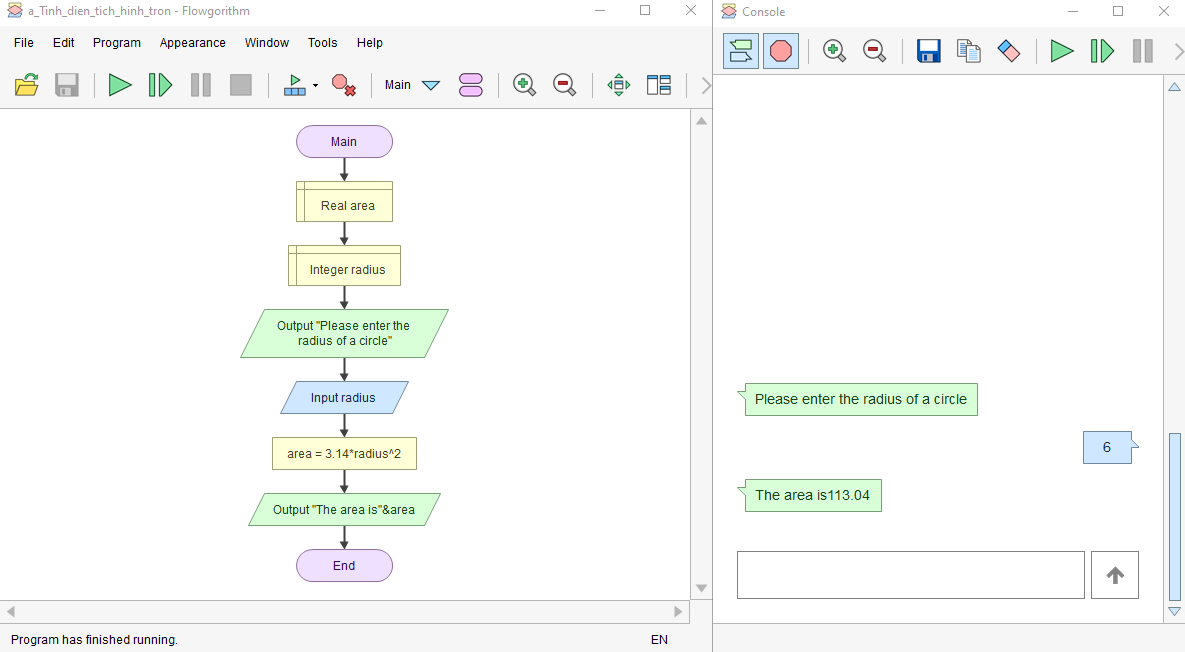 a_Tinh_dien_tich_hinh_tron - Flowgorithm
File Edit Program Appearance Window Tools Help
Main
Main
Real area
Integer radius
Output "Please enter the
radius of a circle"
Input radius
area = 3.14*radius^2
Output "The area is"&area
End
Program has finished running.
EN
Console
Please enter the radius of a circle
6
The area is113.04